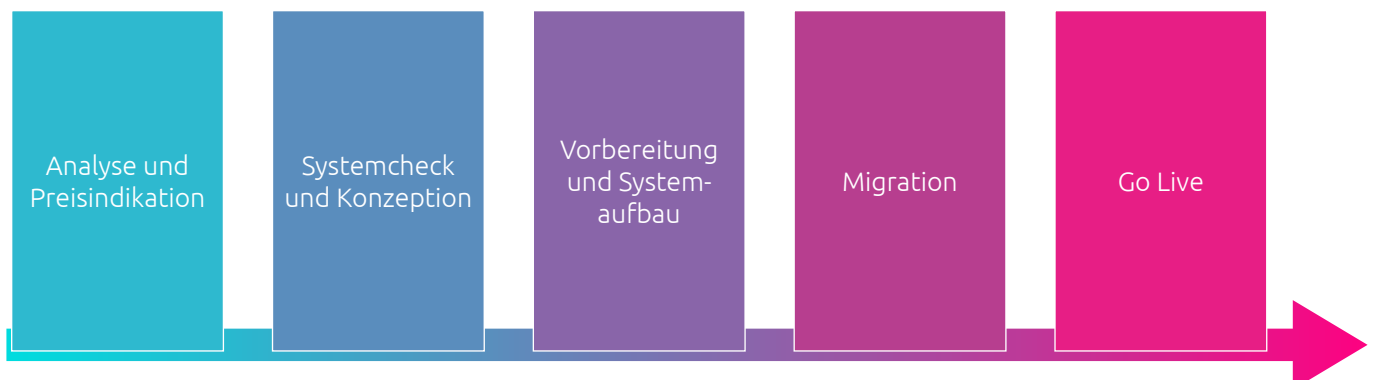 Analyse und
Preisindikation
Systemcheck
und Konzeption
Vorbereitung
und System-
aufbau
Migration
Go Live